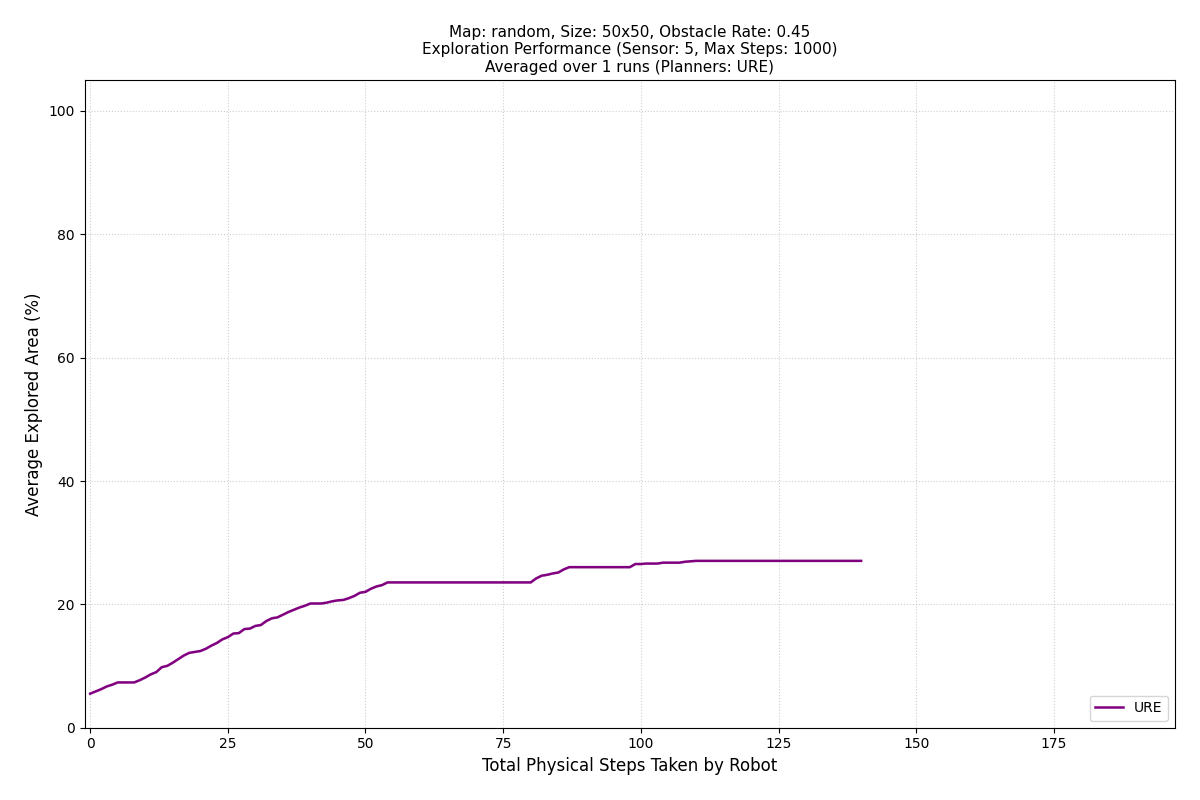 Map: random, Size: 50x50, Obstacle Rate: 0.45
Exploration Performance (Sensor: 5, Max Steps: 1000)
Averaged over 1 runs (Planners: URE)
Average Explored Area (%)
100
80
60
40
20
0
0 25 50 75 100 125 150 175
Total Physical Steps Taken by Robot
URE